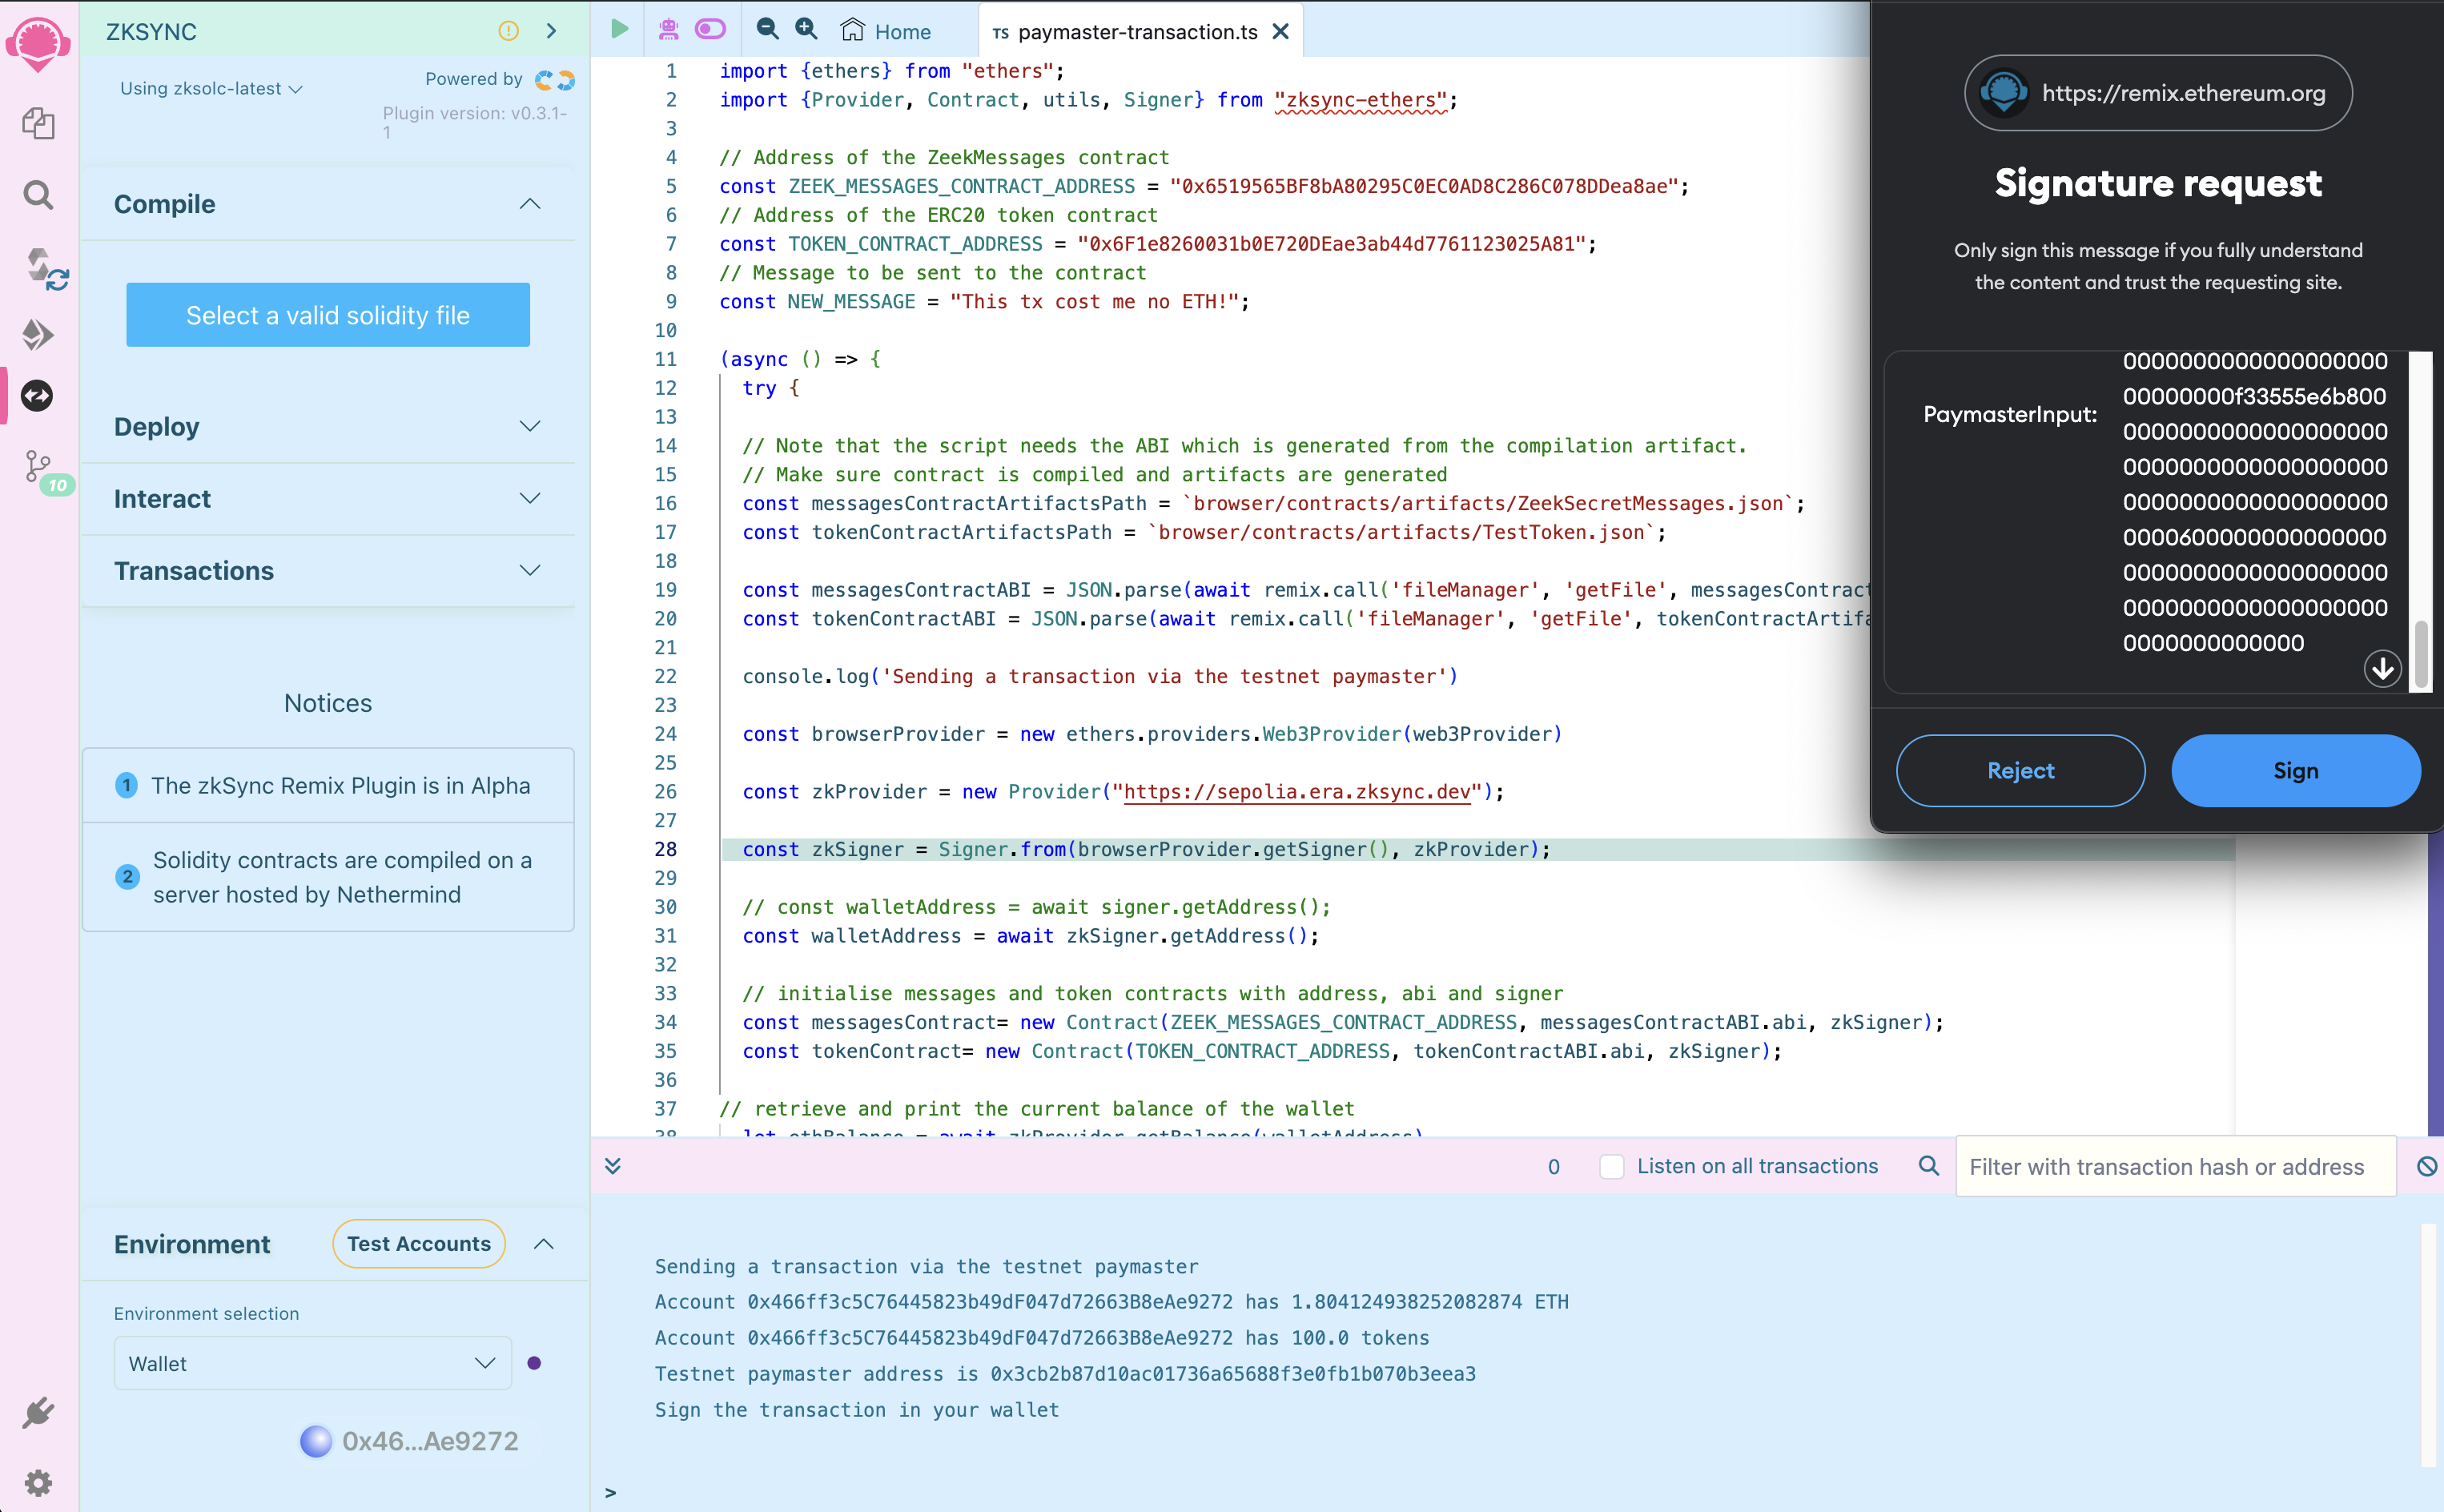 ZKSYNC
Using zksolc-latest
Powered by
Plugin version: v0.3.1-
1
Compile
Select a valid solidity file
Deploy
Interact
Transactions
10
Notices
1 The zkSync Remix Plugin is in Alpha
2 Solidity contracts are compiled on a
server hosted by Nethermind
Environment
Test Accounts
Environment selection
Wallet
0x46...Ae9272
Home
TS paymaster-transaction.ts
1 import {ethers} from "ethers";
2 import {Provider, Contract, utils, Signer} from "zksync-ethers";
3
4 // Address of the ZeekMessages contract
5 const ZEEK_MESSAGES_CONTRACT_ADDRESS = "0x6519565BF8bA80295C0EC0AD8C286C078DDea8ae";
6 // Address of the ERC20 token contract
7 const TOKEN_CONTRACT_ADDRESS = "0x6F1e8260031b0E720DEae3ab44d7761123025A81";
8 // Message to be sent to the contract
9 const NEW_MESSAGE = "This tx cost me no ETH!";
10
11 (async () => {
12 try {
13
14 // Note that the script needs the ABI which is generated from the compilation artifact.
15 // Make sure contract is compiled and artifacts are generated
16 const messagesContractArtifactsPath = `browser/contracts/artifacts/ZeekSecretMessages.json`;
17 const tokenContractArtifactsPath = `browser/contracts/artifacts/TestToken.json`;
18
19 const messagesContractABI = JSON.parse(await remix.call('fileManager', 'getFile', messagesContract
20 const tokenContractABI = JSON.parse(await remix.call('fileManager', 'getFile', tokenContractArtifa
21
22 console.log('Sending a transaction via the testnet paymaster')
23
24 const browserProvider = new ethers.providers.Web3Provider(web3Provider)
25
26 const zkProvider = new Provider("https://sepolia.era.zksync.dev");
27
28 const zkSigner = Signer.from(browserProvider.getSigner(), zkProvider);
29
30 // const walletAddress = await signer.getAddress();
31 const walletAddress = await zkSigner.getAddress();
32
33 // initialise messages and token contracts with address, abi and signer
34 const messagesContract= new Contract(ZEEK_MESSAGES_CONTRACT_ADDRESS, messagesContractABI.abi, zkSigner);
35 const tokenContract= new Contract(TOKEN_CONTRACT_ADDRESS, tokenContractABI.abi, zkSigner);
36
37 // retrieve and print the current balance of the wallet
38 let ethBalance = await zkProvider.getBalance(walletAddress)
0
Listen on all transactions
Filter with transaction hash or address
Sending a transaction via the testnet paymaster
Account 0x466ff3c5C76445823b49dF047d72663B8eAe9272 has 1.804124938252082874 ETH
Account 0x466ff3c5C76445823b49dF047d72663B8eAe9272 has 100.0 tokens
Testnet paymaster address is 0x3cb2b87d10ac01736a65688f3e0fb1b070b3eea3
Sign the transaction in your wallet
>
https://remix.ethereum.org
Signature request
Only sign this message if you fully understand
the content and trust the requesting site.
PaymasterInput:
0000000000000000000
00000000f33555e6b800
0000000000000000000
0000000000000000000
0000000000000000000
0000600000000000000
0000000000000000000
0000000000000000000
0000000000000
Reject
Sign